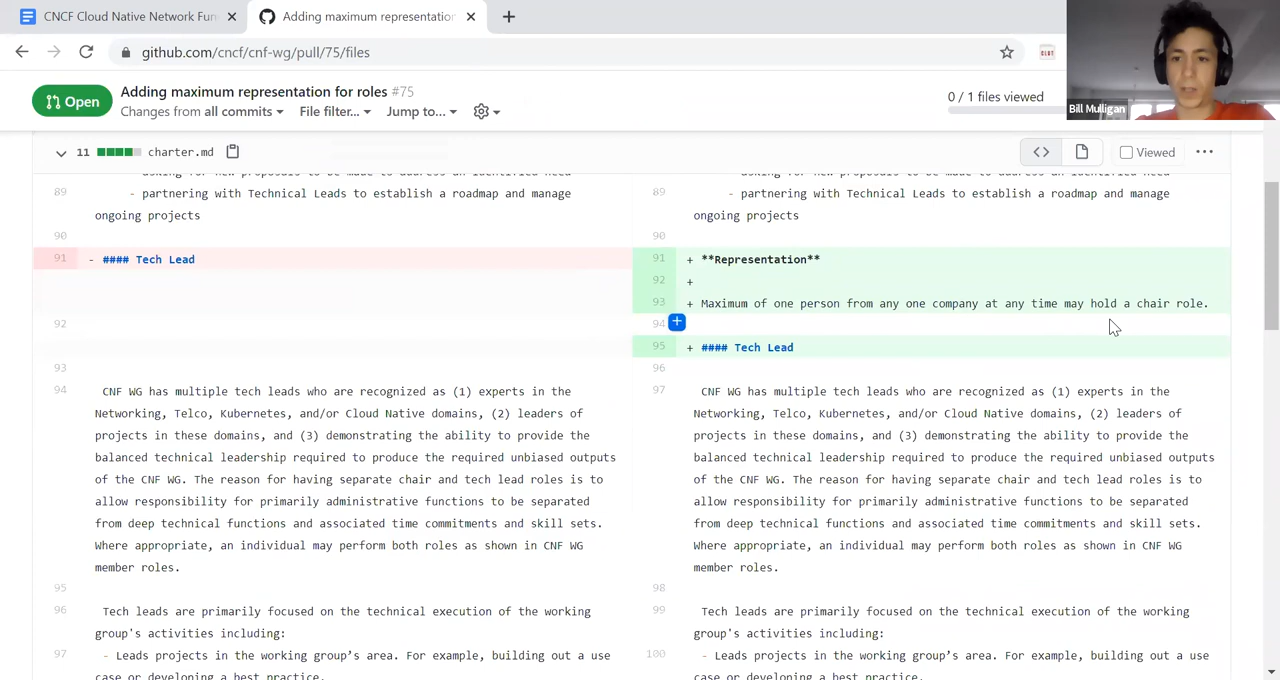 CNCF Cloud Native Network Fun
Adding maximum representation
github.com/cncf/cnf-wg/pull/75/files
CLOT
Bill Mulligan
Open
Adding maximum representation for roles #75
Changes from all commits
File filter...
Jump to...
0 / 1 files viewed
11
charter.md
Viewed
89
- partnering with Technical Leads to establish a roadmap and manage
ongoing projects
90
91 - #### Tech Lead
92
93
94 CNF WG has multiple tech leads who are recognized as (1) experts in the
Networking, Telco, Kubernetes, and/or Cloud Native domains, (2) leaders of
projects in these domains, and (3) demonstrating the ability to provide the
balanced technical leadership required to produce the required unbiased outputs
of the CNF WG. The reason for having separate chair and tech lead roles is to
allow responsibility for primarily administrative functions to be separated
from deep technical functions and associated time commitments and skill sets.
Where appropriate, an individual may perform both roles as shown in CNF WG
member roles.
95
96 Tech leads are primarily focused on the technical execution of the working
group's activities including:
97 - Leads projects in the working group's area. For example, building out a use
case or developing a best practice.
89
- partnering with Technical Leads to establish a roadmap and manage
ongoing projects
90
91 + **Representation**
92 +
93 + Maximum of one person from any one company at any time may hold a chair role.
94
95 + #### Tech Lead
96
97 CNF WG has multiple tech leads who are recognized as (1) experts in the
Networking, Telco, Kubernetes, and/or Cloud Native domains, (2) leaders of
projects in these domains, and (3) demonstrating the ability to provide the
balanced technical leadership required to produce the required unbiased outputs
of the CNF WG. The reason for having separate chair and tech lead roles is to
allow responsibility for primarily administrative functions to be separated
from deep technical functions and associated time commitments and skill sets.
Where appropriate, an individual may perform both roles as shown in CNF WG
member roles.
98
99 Tech leads are primarily focused on the technical execution of the working
group's activities including:
100 - Leads projects in the working group's area. For example, building out a use
case or developing a best practice.